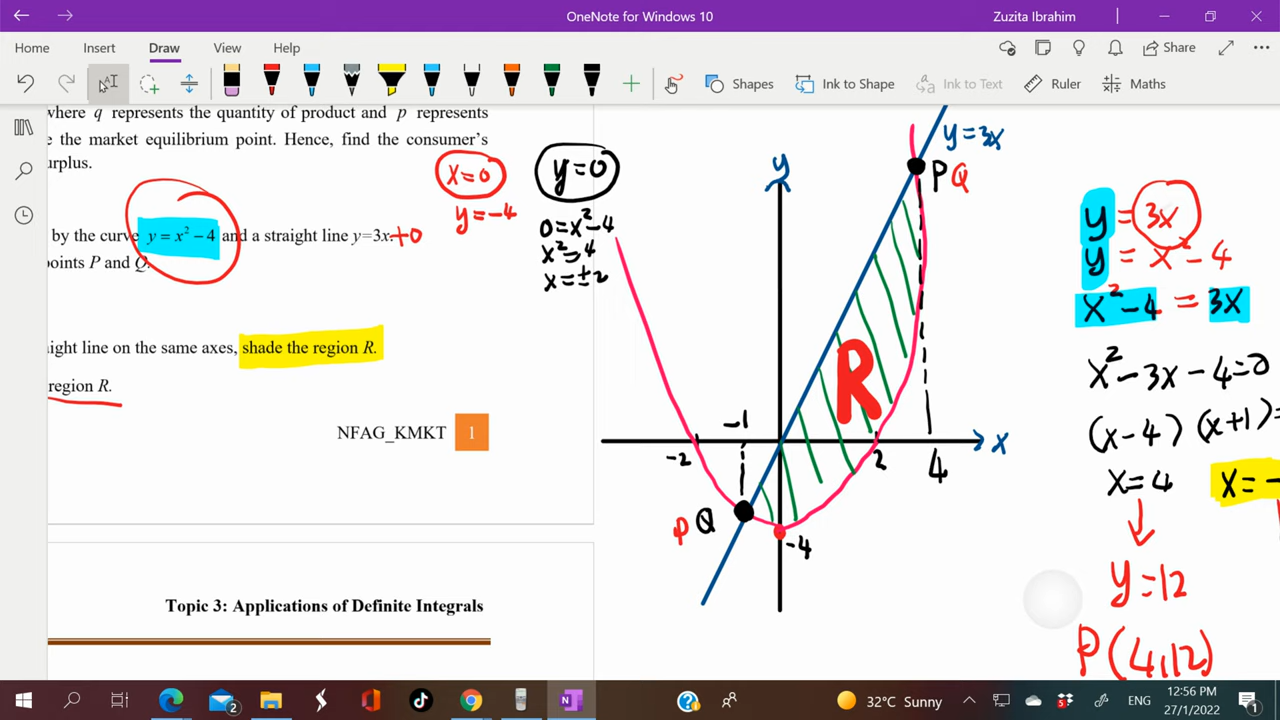 OneNote for Windows 10
Zuzita Ibrahim
Home Insert Draw View Help
Share
Shapes Ink to Shape Ink to Text Ruler Maths
where q represents the quantity of product and p represents
e the market equilibrium point. Hence, find the consumer's
urplus.
by the curve y = x² − 4 and a straight line y=3x.+0
points P and Q.
ight line on the same axes, shade the region R.
region R.
NFAG_KMKT 1
Topic 3: Applications of Definite Integrals
x=0
y=-4
y=0
0=x²-4
x²=4
x=±2
y
y=3x
P Q
R
-1
-2
2
4
x
P Q
-4
y = 3x
y = x²-4
x²-4 = 3x
x²-3x-4=0
(x-4) (x+1)=
x=4 x=-
y=12
P(4,12)
2
5
32°C Sunny
ENG
12:56 PM
27/1/2022
1